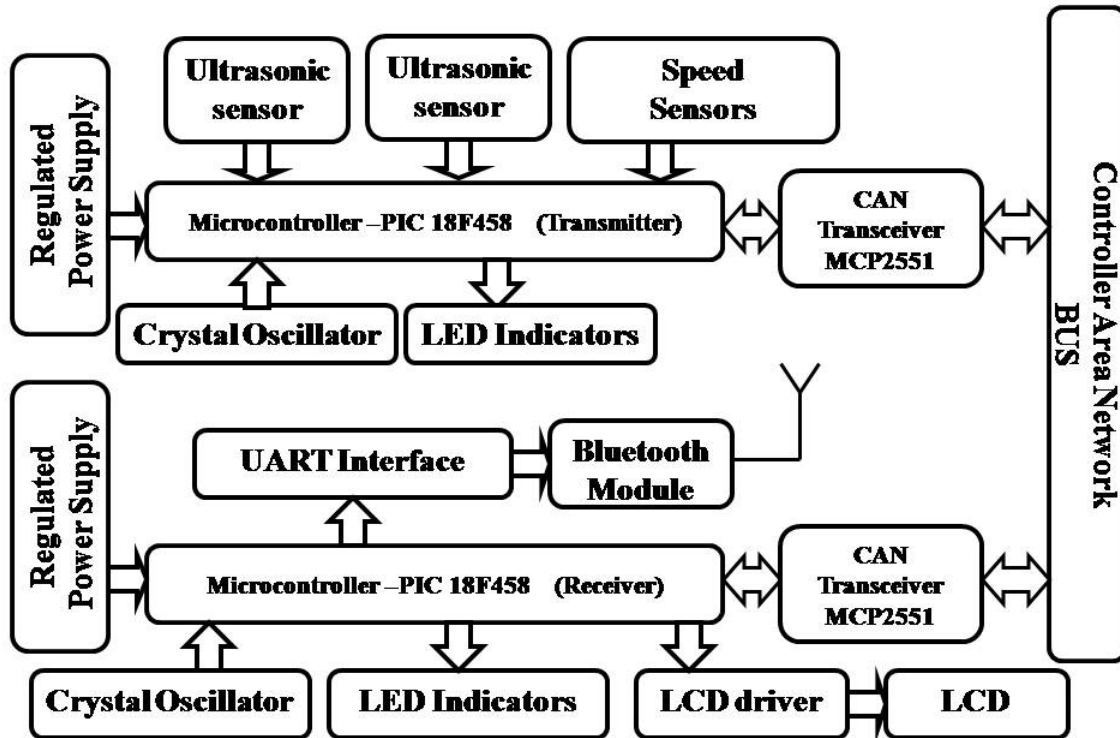 Regulated
Power Supply
Ultrasonic
sensor
Ultrasonic
sensor
Speed
Sensors
Microcontroller –PIC 18F458 (Transmitter)
CAN
Transceiver
MCP2551
Controller Area Network
BUS
Crystal Oscillator
LED Indicators
Regulated
Power Supply
UART Interface
Bluetooth
Module
Microcontroller –PIC 18F458 (Receiver)
CAN
Transceiver
MCP2551
Crystal Oscillator
LED Indicators
LCD driver
LCD